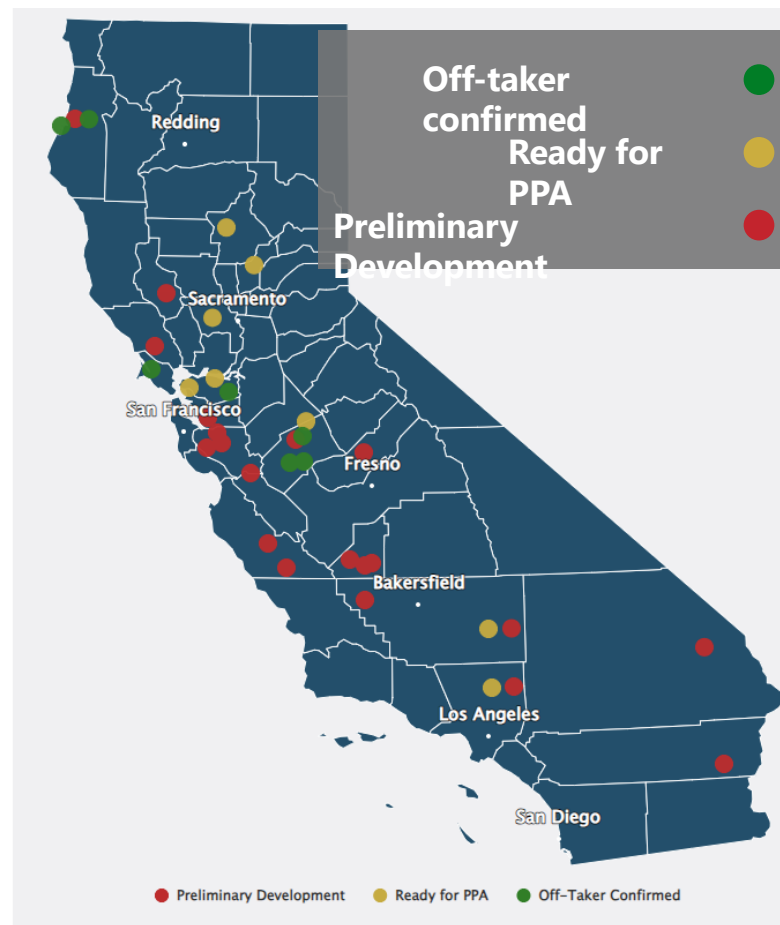 Off-taker
confirmed
Ready for
PPA
Preliminary
Development
Redding
Sacramento
San Francisco
Fresno
Bakersfield
Los Angeles
San Diego
Preliminary Development Ready for PPA Off-Taker Confirmed